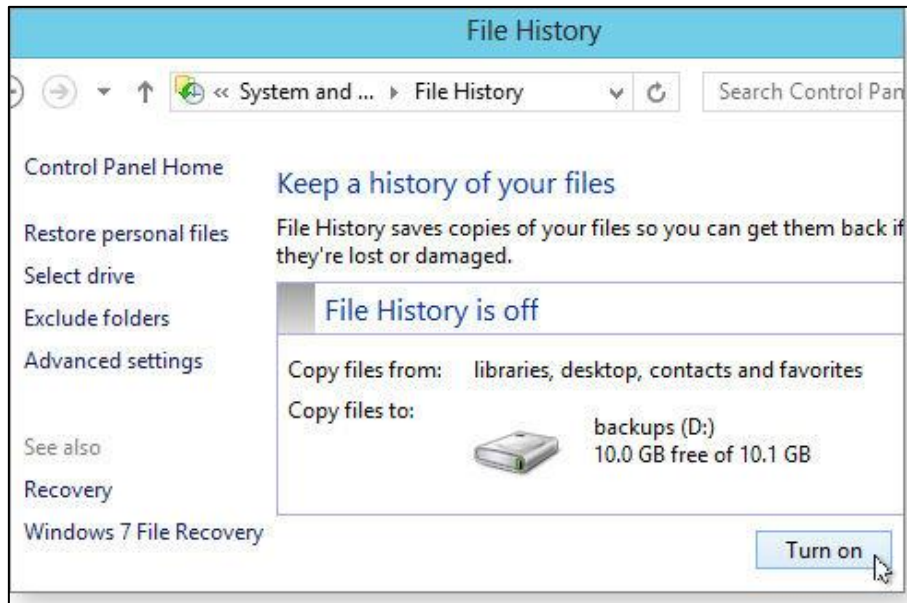 File History
« System and ... File History
Search Control Pan
Control Panel Home
Restore personal files
Select drive
Exclude folders
Advanced settings
See also
Recovery
Windows 7 File Recovery
Keep a history of your files
File History saves copies of your files so you can get them back if
they're lost or damaged.
File History is off
Copy files from: libraries, desktop, contacts and favorites
Copy files to:
backups (D:)
10.0 GB free of 10.1 GB
Turn on